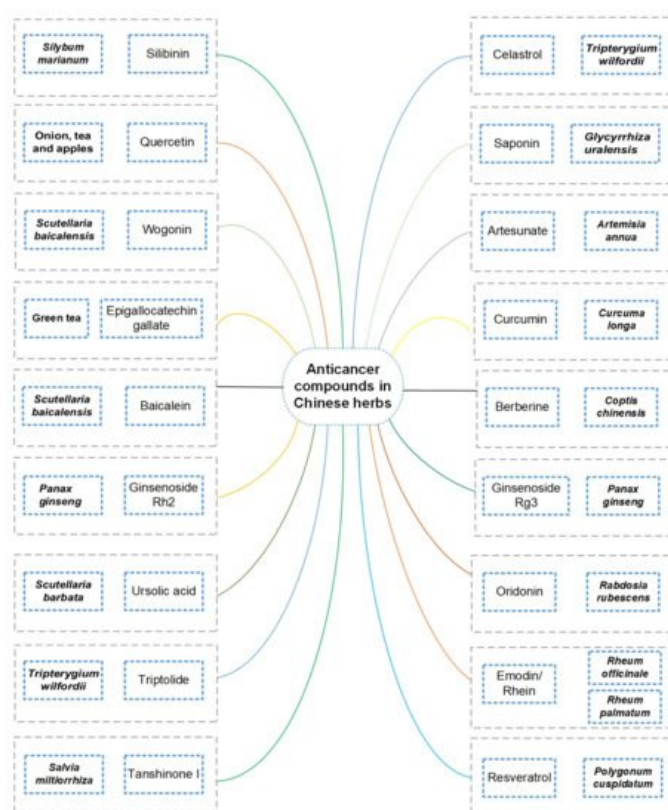 Silybum
marianum
Silibinin
Onion, tea
and apples
Quercetin
Scutellaria
baicalensis
Wogonin
Green tea
Epigallocatechin
gallate
Scutellaria
baicalensis
Baicalein
Panax
ginseng
Ginsenoside
Rh2
Scutellaria
barbata
Ursolic acid
Tripterygium
wilfordii
Triptolide
Salvia
miltiorrhiza
Tanshinone I
Anticancer
compounds in
Chinese herbs
Celastrol
Tripterygium
wilfordii
Saponin
Glycyrrhiza
uralensis
Artesunate
Artemisia
annua
Curcumin
Curcuma
longa
Berberine
Coptis
chinensis
Ginsenoside
Rg3
Panax
ginseng
Oridonin
Rabdosia
rubescens
Emodin/
Rhein
Rheum
officinale
Rheum
palmatum
Resveratrol
Polygonum
cuspidatum